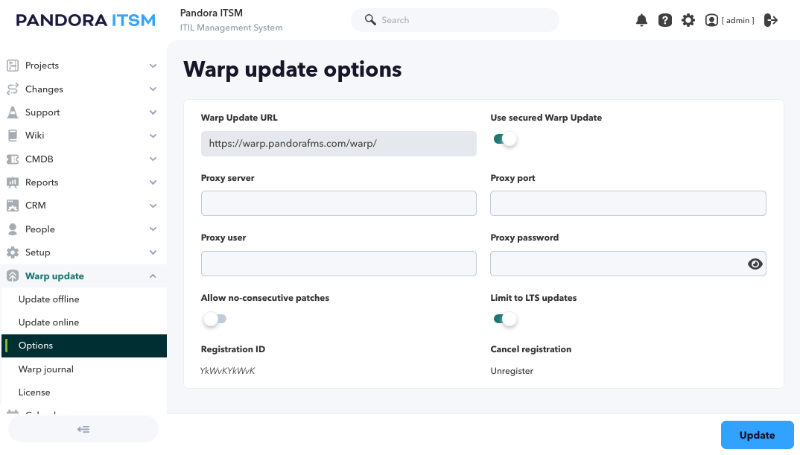 PANDORA ITSM
Pandora ITSM
ITIL Management System
Search
[ admin ]
Projects
Changes
Support
Wiki
CMDB
Reports
CRM
People
Setup
Warp update
Update offline
Update online
Options
Warp journal
License
Warp update options
Warp Update URL
Use secured Warp Update
https://warp.pandorafms.com/warp/
Proxy server
Proxy port
Proxy user
Proxy password
Allow no-consecutive patches
Limit to LTS updates
Registration ID
Cancel registration
YkWvKYkWvK
Unregister
Update